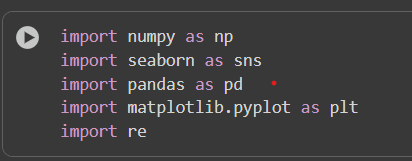 import numpy as np
import seaborn as sns
import pandas as pd
import matplotlib.pyplot as plt
import re